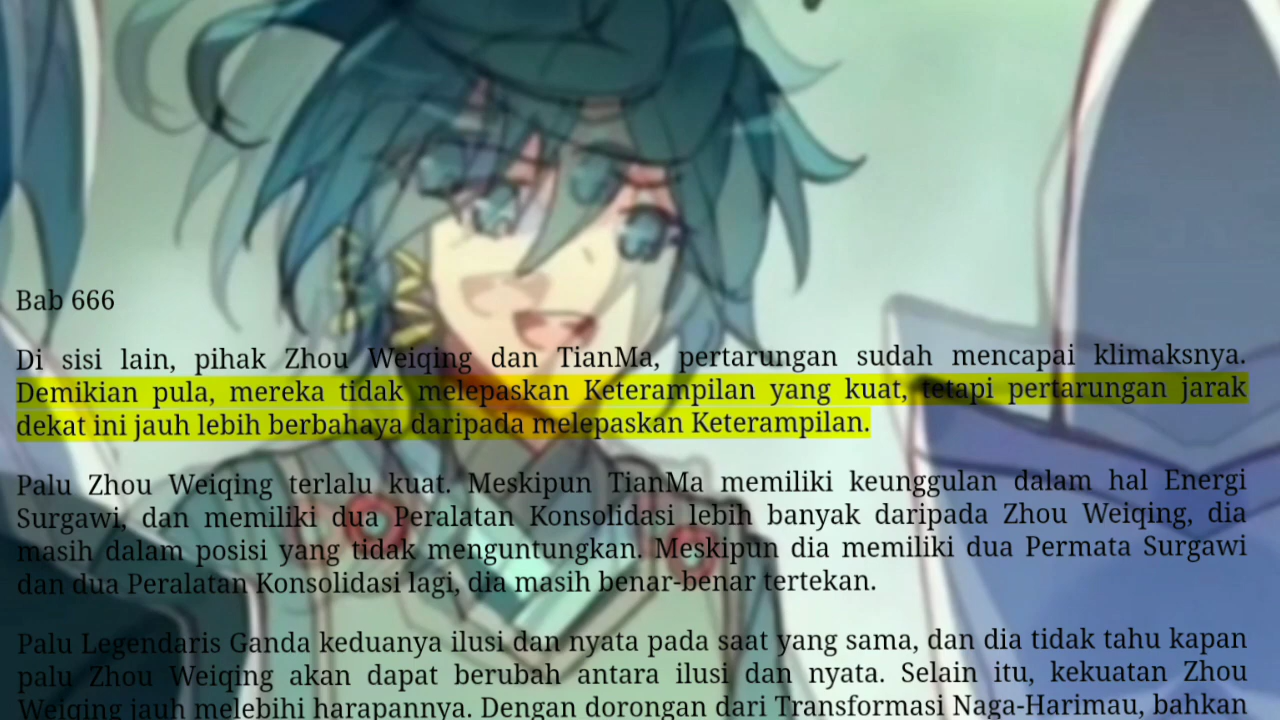 Bab 666
Di sisi lain, pihak Zhou Weiqing dan TianMa, pertarungan sudah mencapai klimaksnya.
Demikian pula, mereka tidak melepaskan Keterampilan yang kuat, tetapi pertarungan jarak
dekat ini jauh lebih berbahaya daripada melepaskan Keterampilan.
Palu Zhou Weiqing terlalu kuat. Meskipun TianMa memiliki keunggulan dalam hal Energi
Surgawi, dan memiliki dua Peralatan Konsolidasi lebih banyak daripada Zhou Weiqing, dia
masih dalam posisi yang tidak menguntungkan. Meskipun dia memiliki dua Permata Surgawi
dan dua Peralatan Konsolidasi lagi, dia masih benar-benar tertekan.
Palu Legendaris Ganda keduanya ilusi dan nyata pada saat yang sama, dan dia tidak tahu kapan
palu Zhou Weiqing akan dapat berubah antara ilusi dan nyata. Selain itu, kekuatan Zhou
Weiqing jauh melebihi harapannya. Dengan dorongan dari Transformasi Naga-Harimau, bahkan